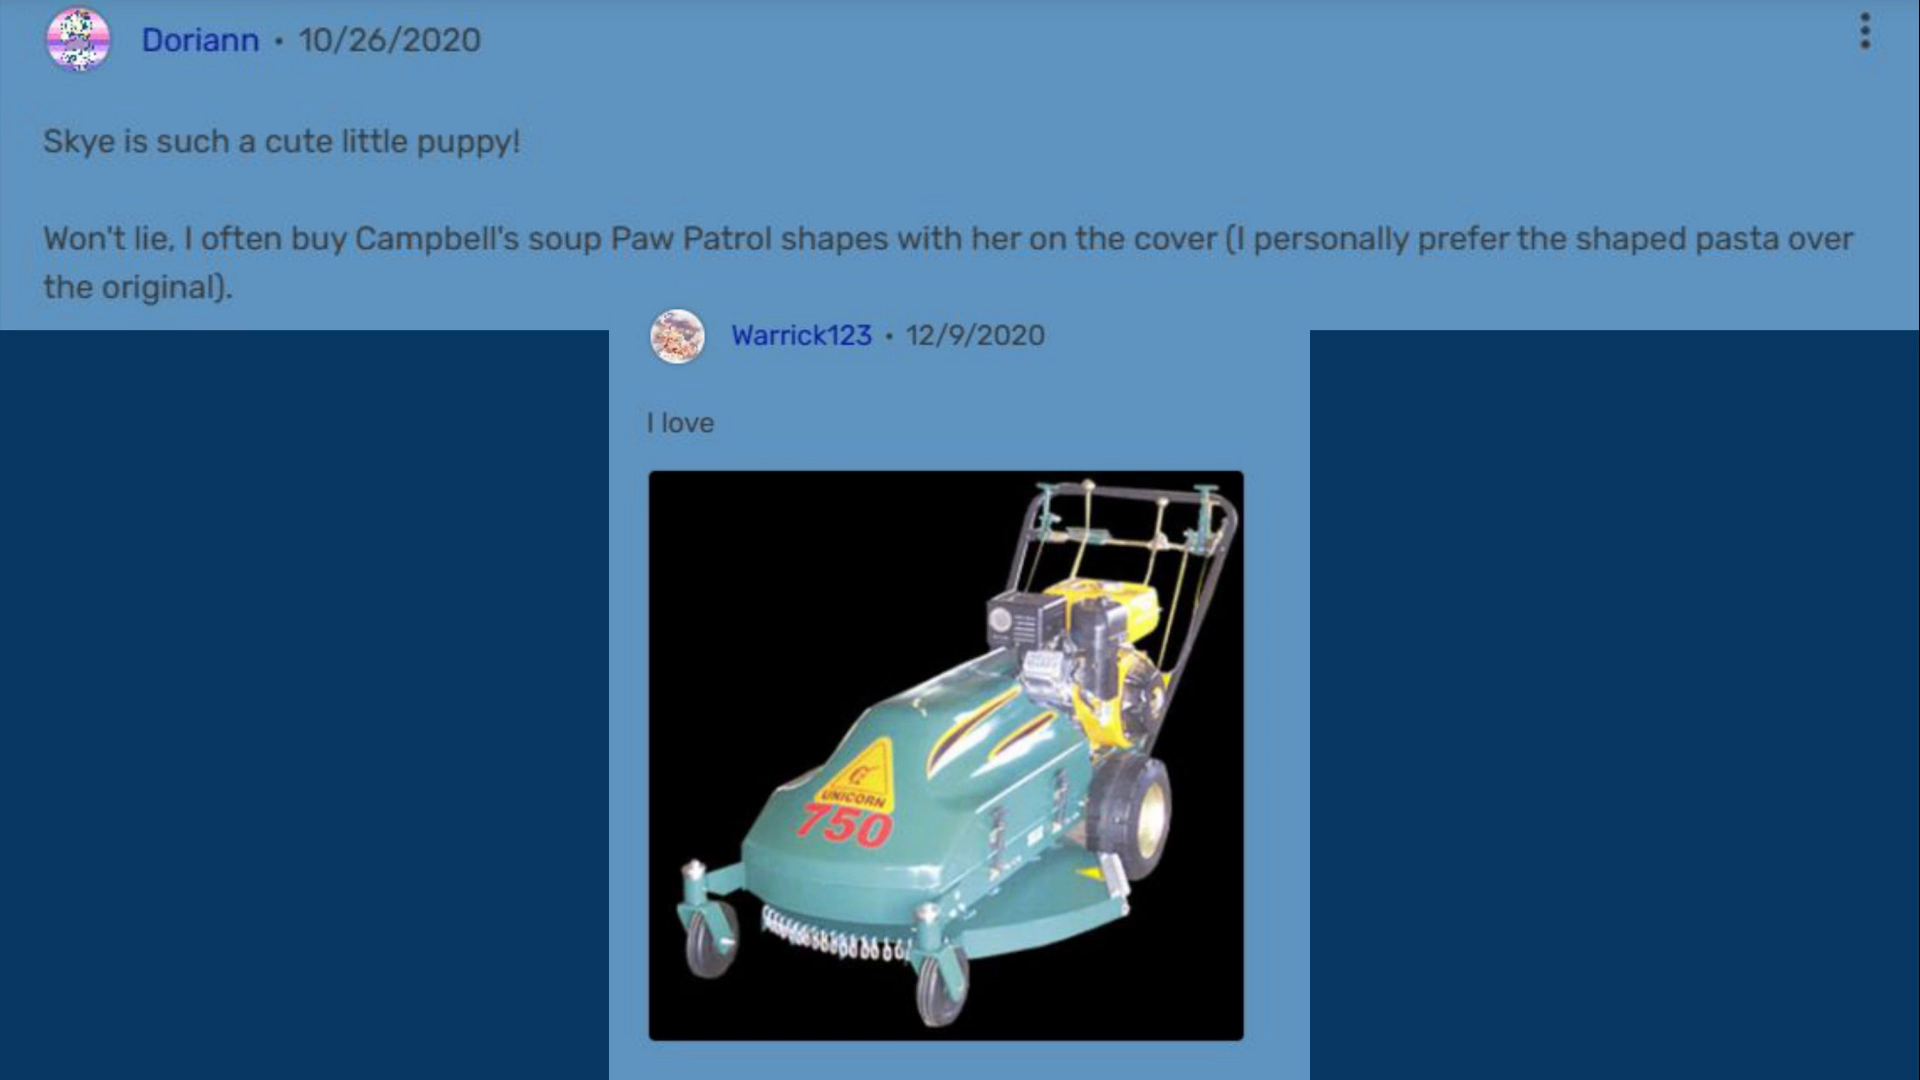 Doriann • 10/26/2020
Skye is such a cute little puppy!
Won't lie, I often buy Campbell's soup Paw Patrol shapes with her on the cover (I personally prefer the shaped pasta over
the original).
Warrick123 • 12/9/2020
I love
UNICORN
750